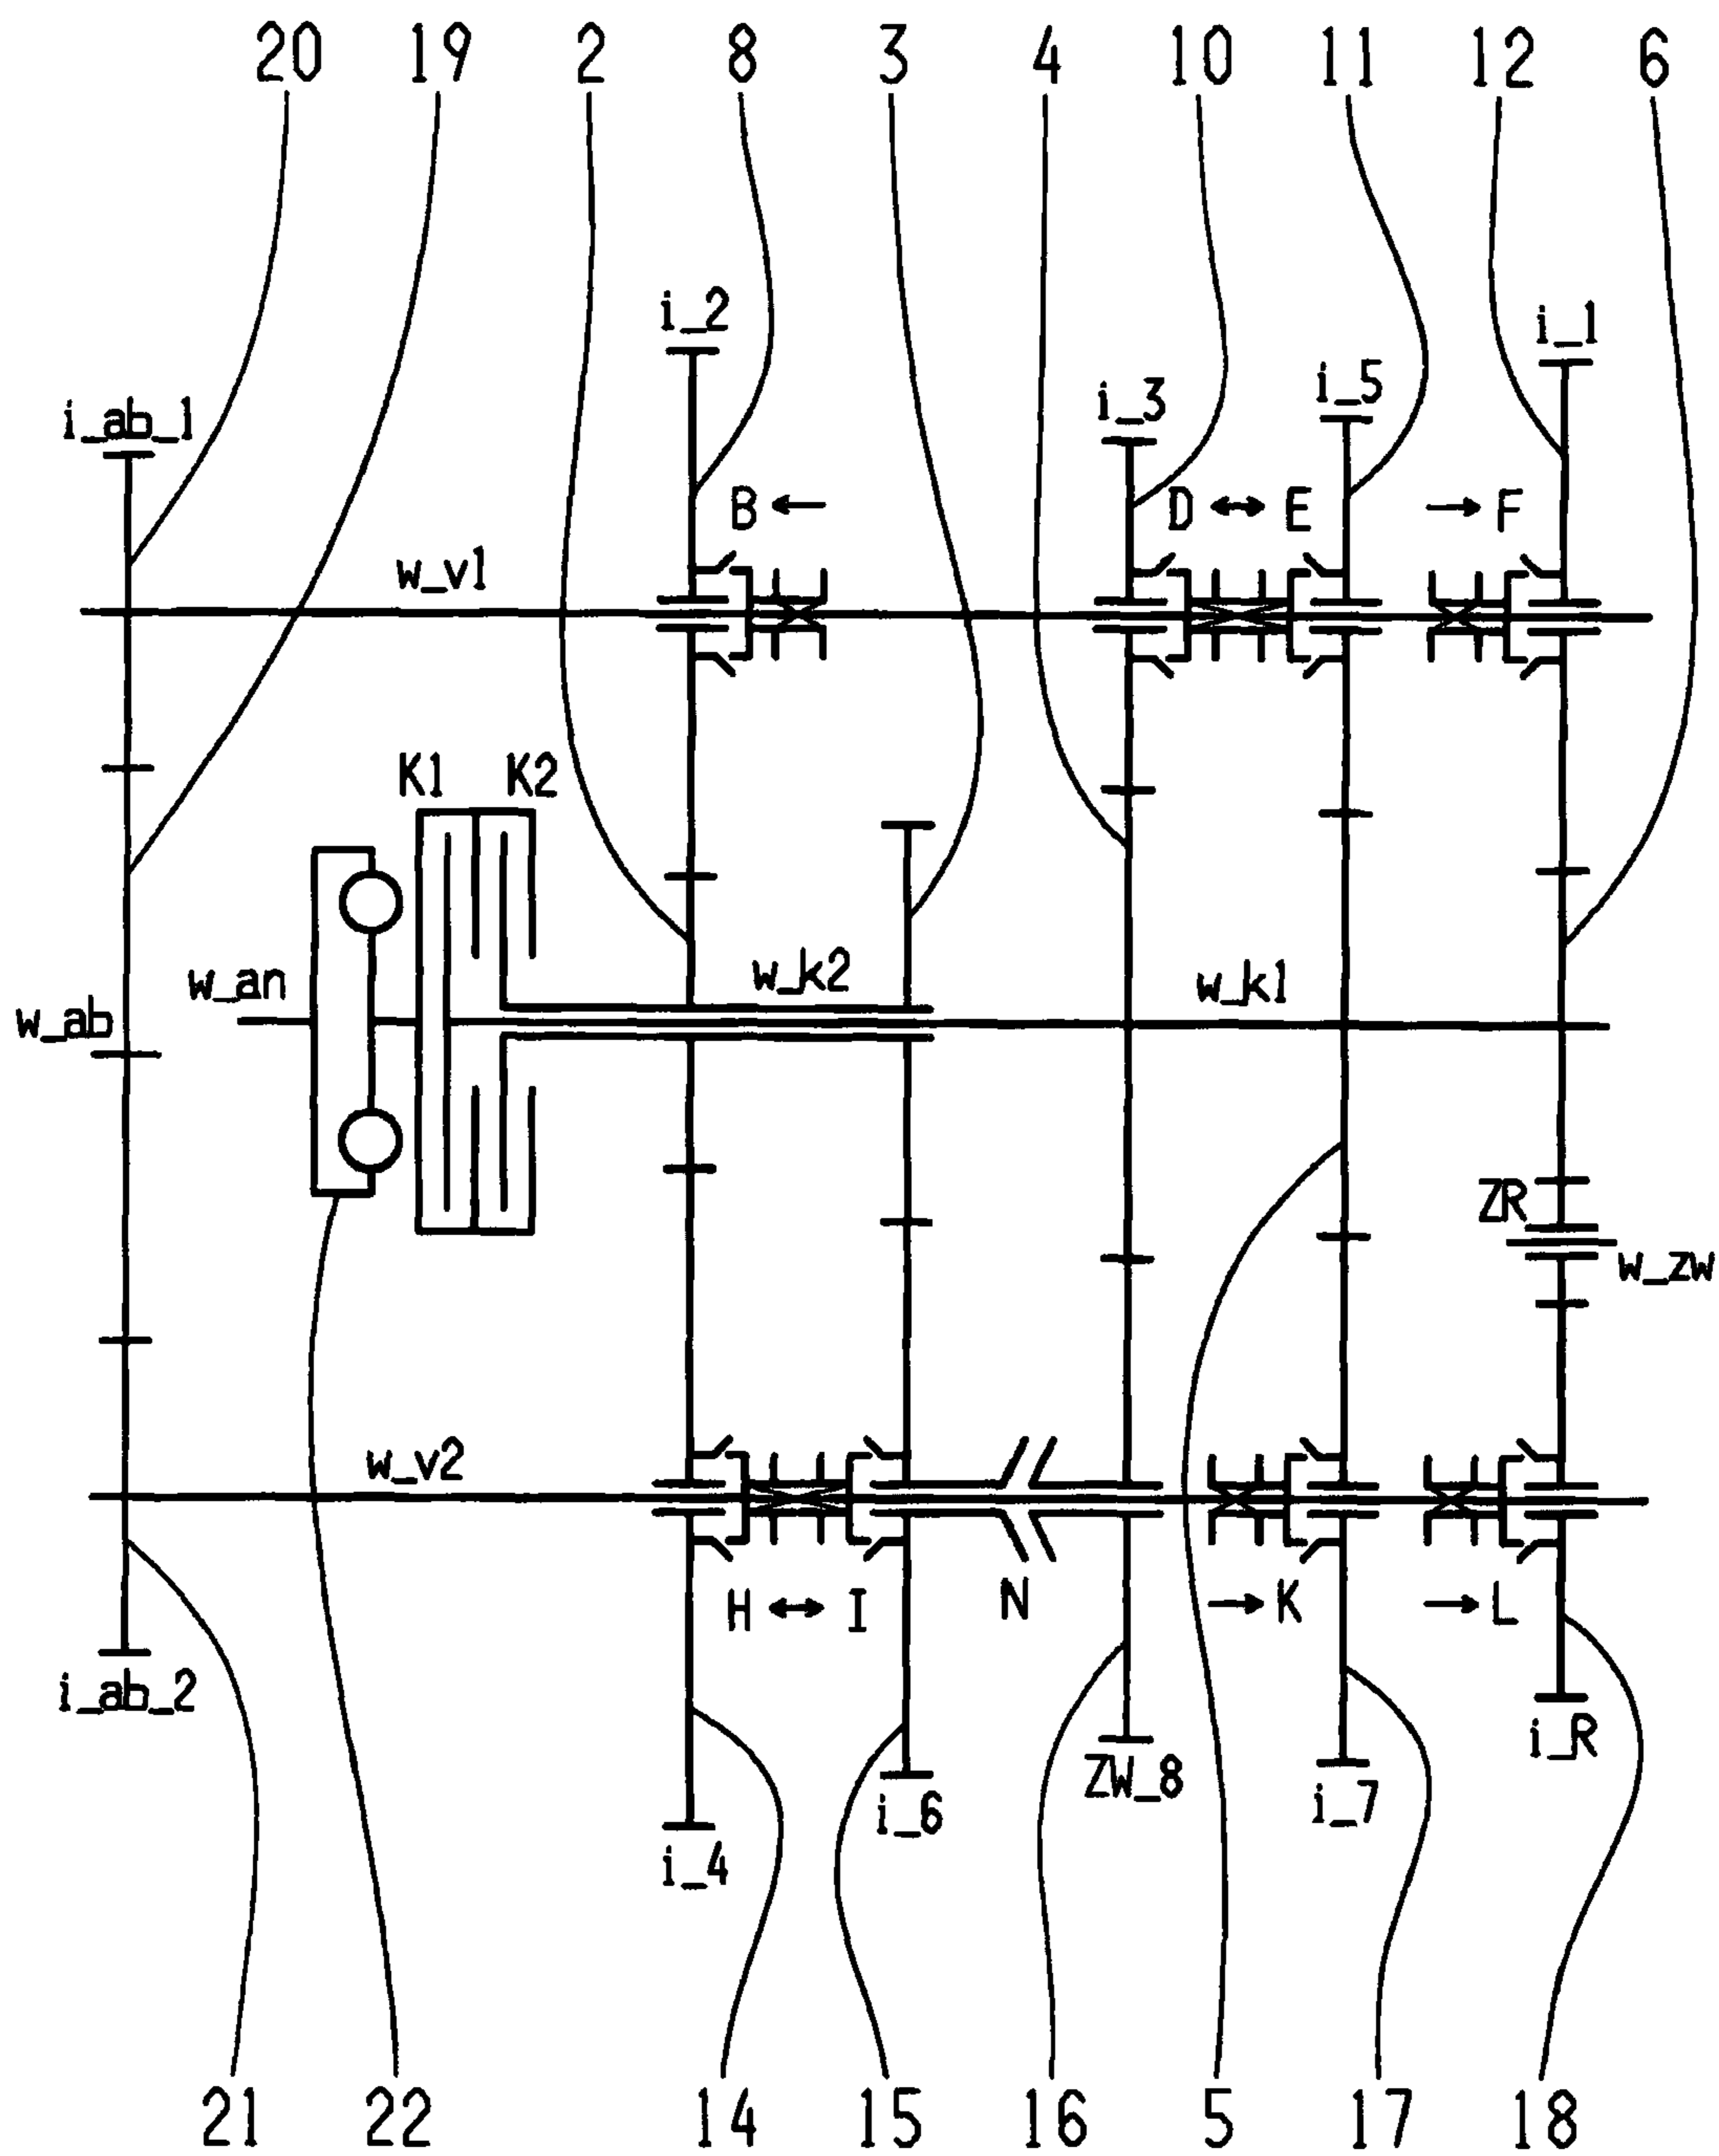 20 19 2 8 3 4 10 11 12 6
i_2
i_1
i_5
i_3
i_ab_1
B D E F
w_v1
K1 K2
w_k2 w_k1
w_an
w_ab
ZR
w_zw
w_v2
H I N K L
i_ab_2
i_R
ZW_8
i_7
i_6
i_4
21 22 14 15 16 5 17 18